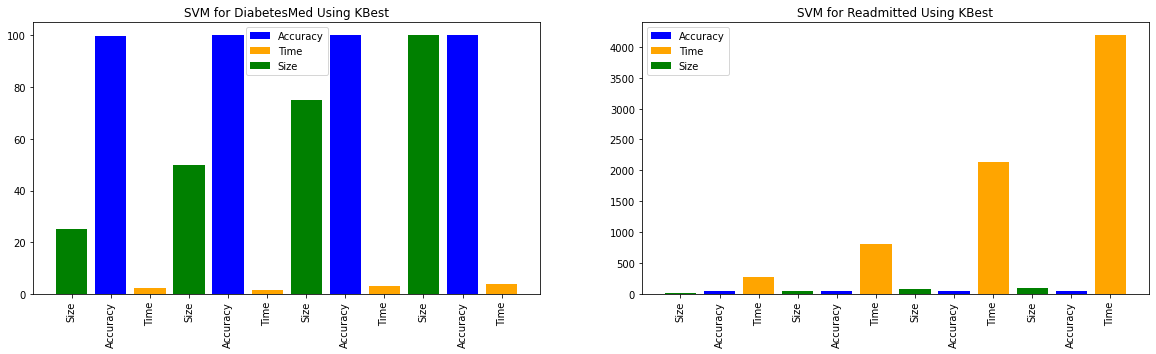 SVM for DiabetesMed Using KBest
100
80
60
40
20
0
Accuracy
Time
Size
Size
Accuracy
Time
Size
Accuracy
Time
Size
Accuracy
Time
Size
Accuracy
Time
SVM for Readmitted Using KBest
4000
3500
3000
2500
2000
1500
1000
500
0
Accuracy
Time
Size
Size
Accuracy
Time
Size
Accuracy
Time
Size
Accuracy
Time
Size
Accuracy
Time